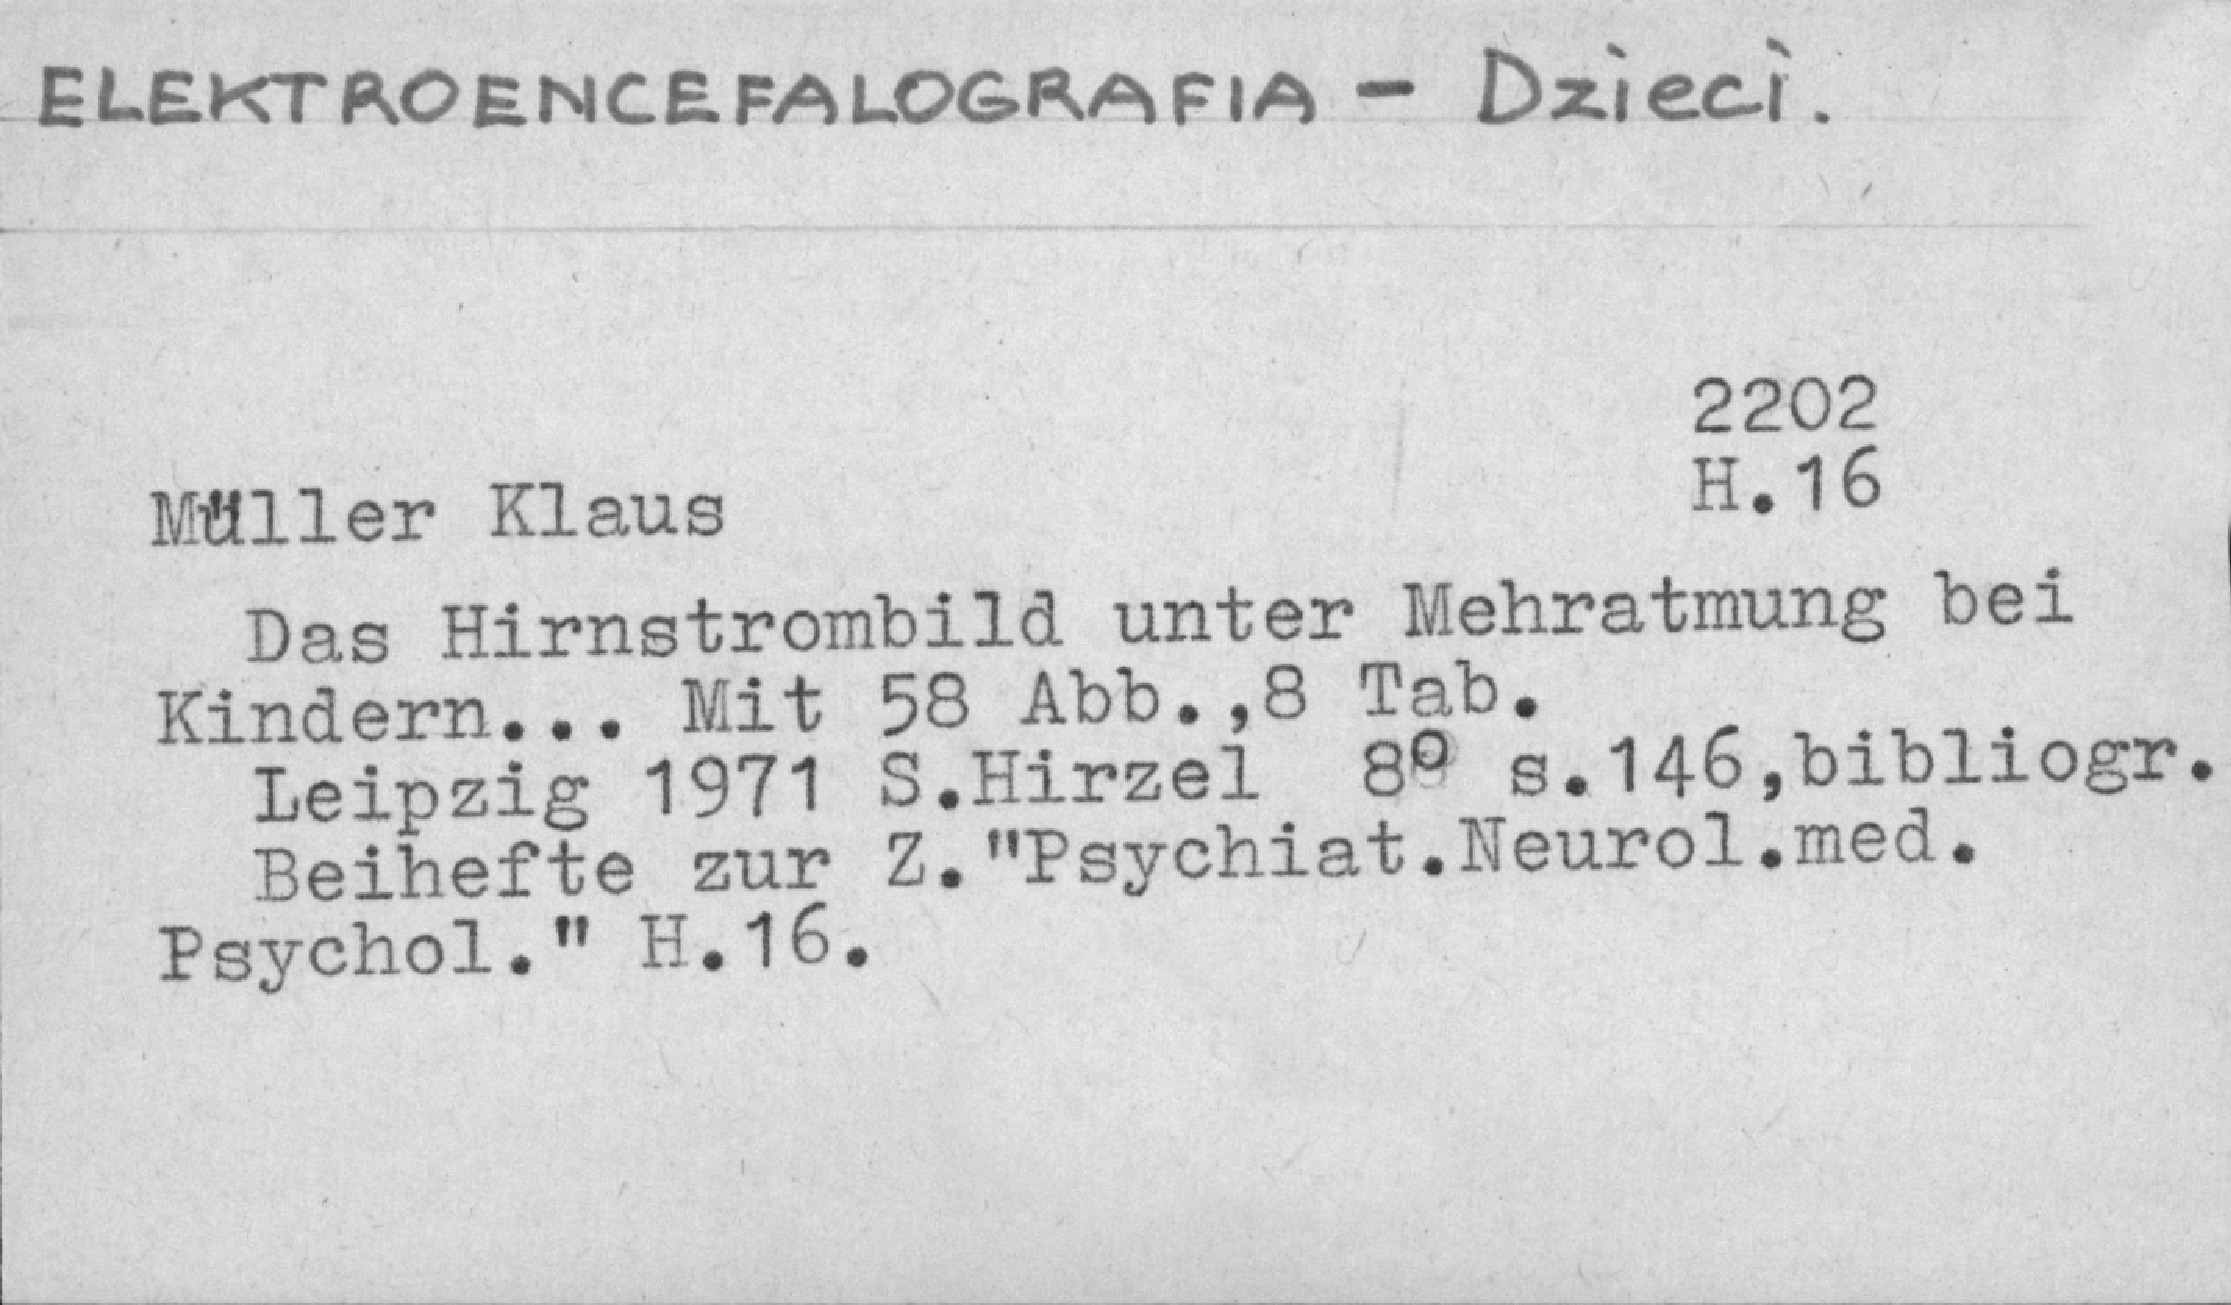 ELEKTROENCEFALOGRAFIA - Dzieci.
2202
H.16
Müller Klaus
Das Hirnstrombild unter Mehratmung bei
Kindern... Mit 58 Abb.,8 Tab.
Leipzig 1971 S.Hirzel 8º s.146,bibliogr.
Beihefte zur Z."Psychiat.Neurol.med.
Psychol." H.16.